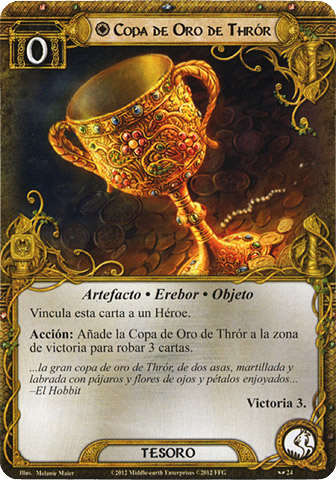 0
Copa de Oro de Thrór
Artefacto • Erebor • Objeto
Vincula esta carta a un Héroe.
Acción: Añade la Copa de Oro de Thrór a la zona
de victoria para robar 3 cartas.
...la gran copa de oro de Thrór, de dos asas, martillada y
labrada con pájaros y flores de ojos y pétalos enjoyados...
–El Hobbit
Victoria 3.
TESORO
Illus. Melanie Maier
©2012 Middle-earth Enterprises ©2012 FFG
24